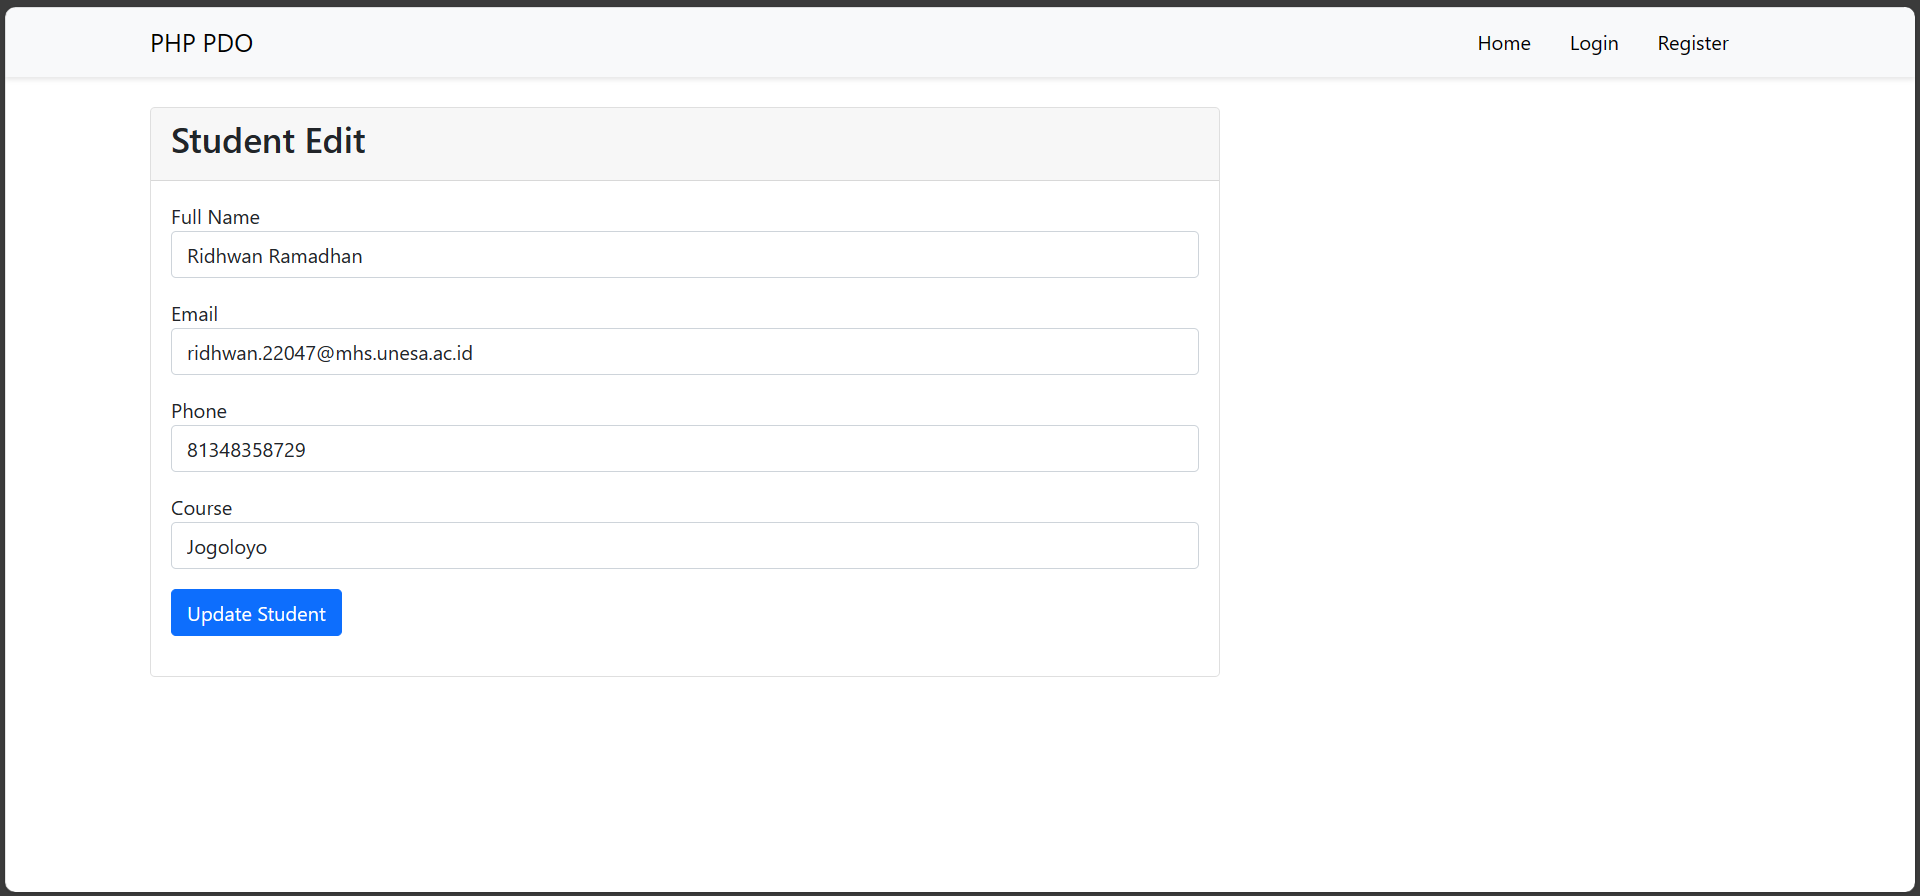 PHP PDO
Home Login Register
Student Edit
Full Name
Ridhwan Ramadhan
Email
ridhwan.22047@mhs.unesa.ac.id
Phone
81348358729
Course
Jogoloyo
Update Student